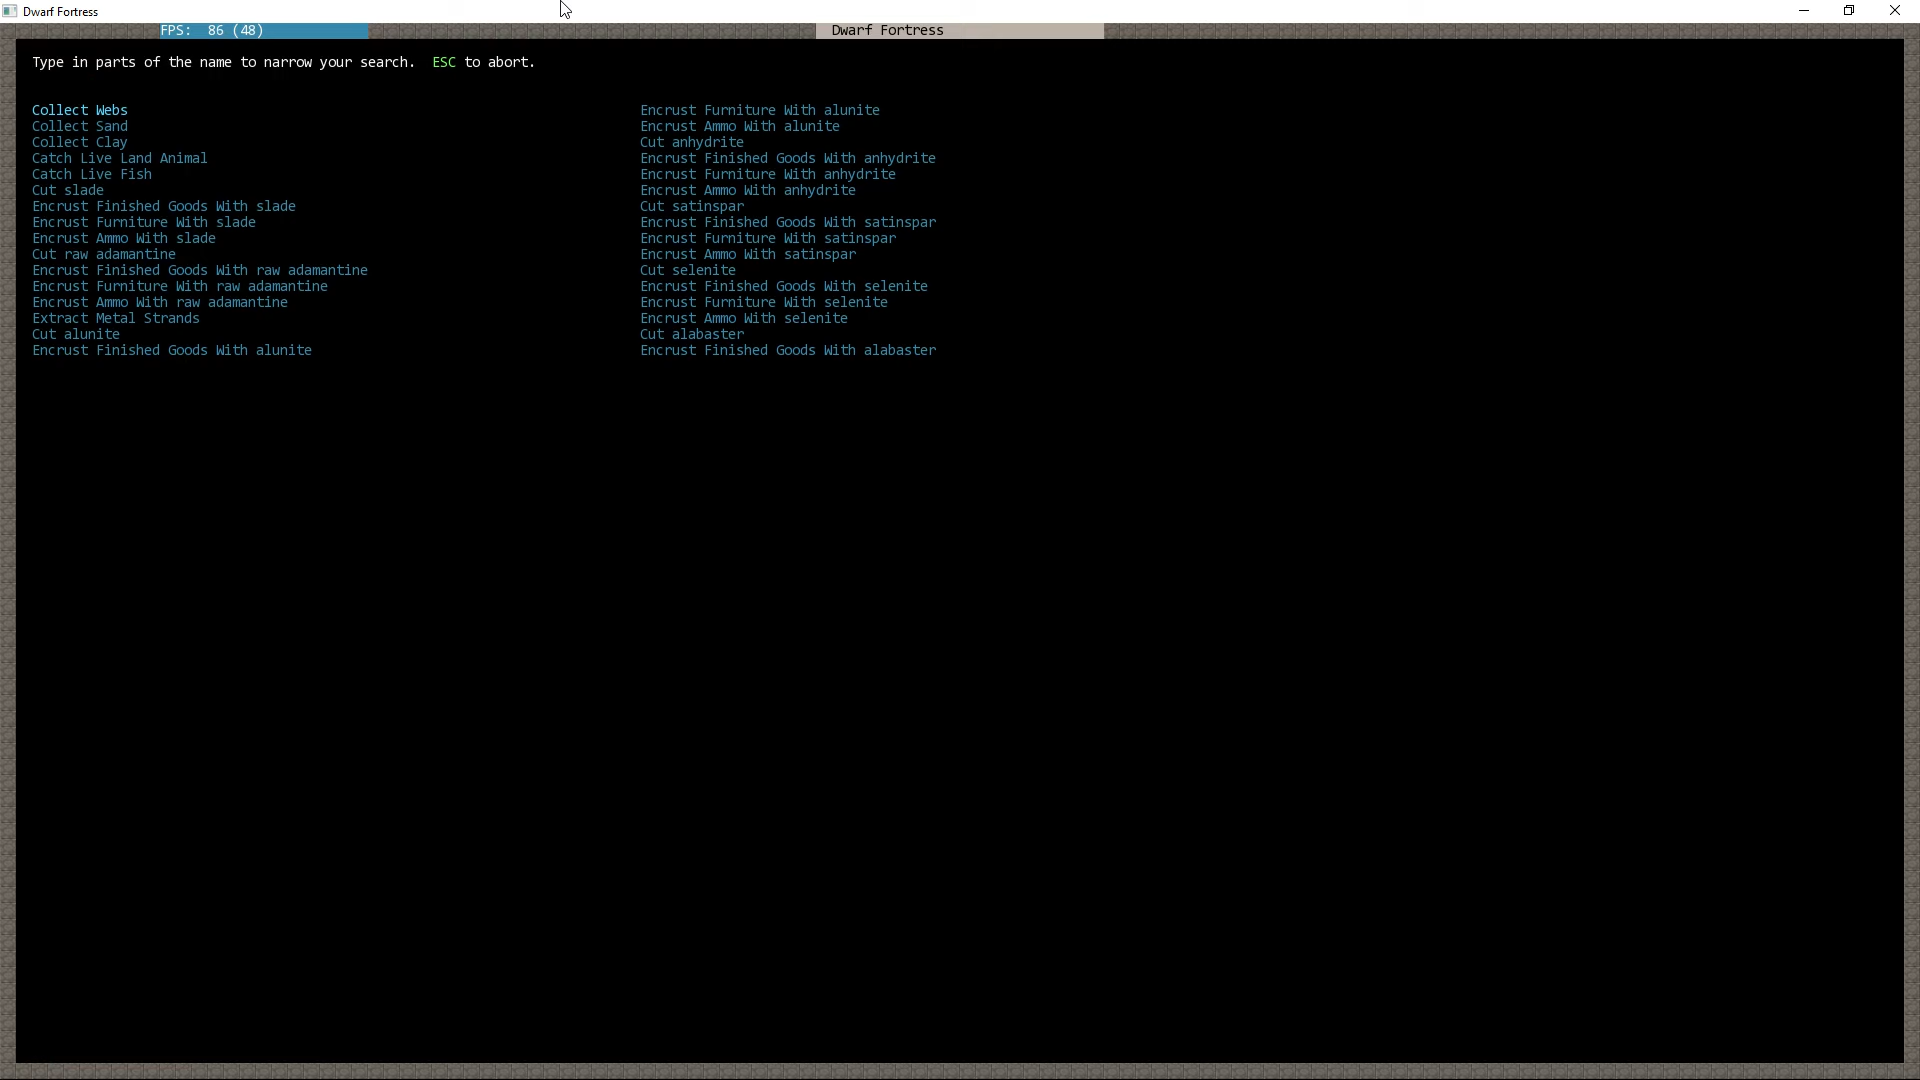 Dwarf Fortress
FPS: 86 (48)
Dwarf Fortress
Type in parts of the name to narrow your search. ESC to abort.
Collect Webs
Collect Sand
Collect Clay
Catch Live Land Animal
Catch Live Fish
Cut slade
Encrust Finished Goods With slade
Encrust Furniture With slade
Encrust Ammo With slade
Cut raw adamantine
Encrust Finished Goods With raw adamantine
Encrust Furniture With raw adamantine
Encrust Ammo With raw adamantine
Extract Metal Strands
Cut alunite
Encrust Finished Goods With alunite
Encrust Furniture With alunite
Encrust Ammo With alunite
Cut anhydrite
Encrust Finished Goods With anhydrite
Encrust Furniture With anhydrite
Encrust Ammo With anhydrite
Cut satinspar
Encrust Finished Goods With satinspar
Encrust Furniture With satinspar
Encrust Ammo With satinspar
Cut selenite
Encrust Finished Goods With selenite
Encrust Furniture With selenite
Encrust Ammo With selenite
Cut alabaster
Encrust Finished Goods With alabaster